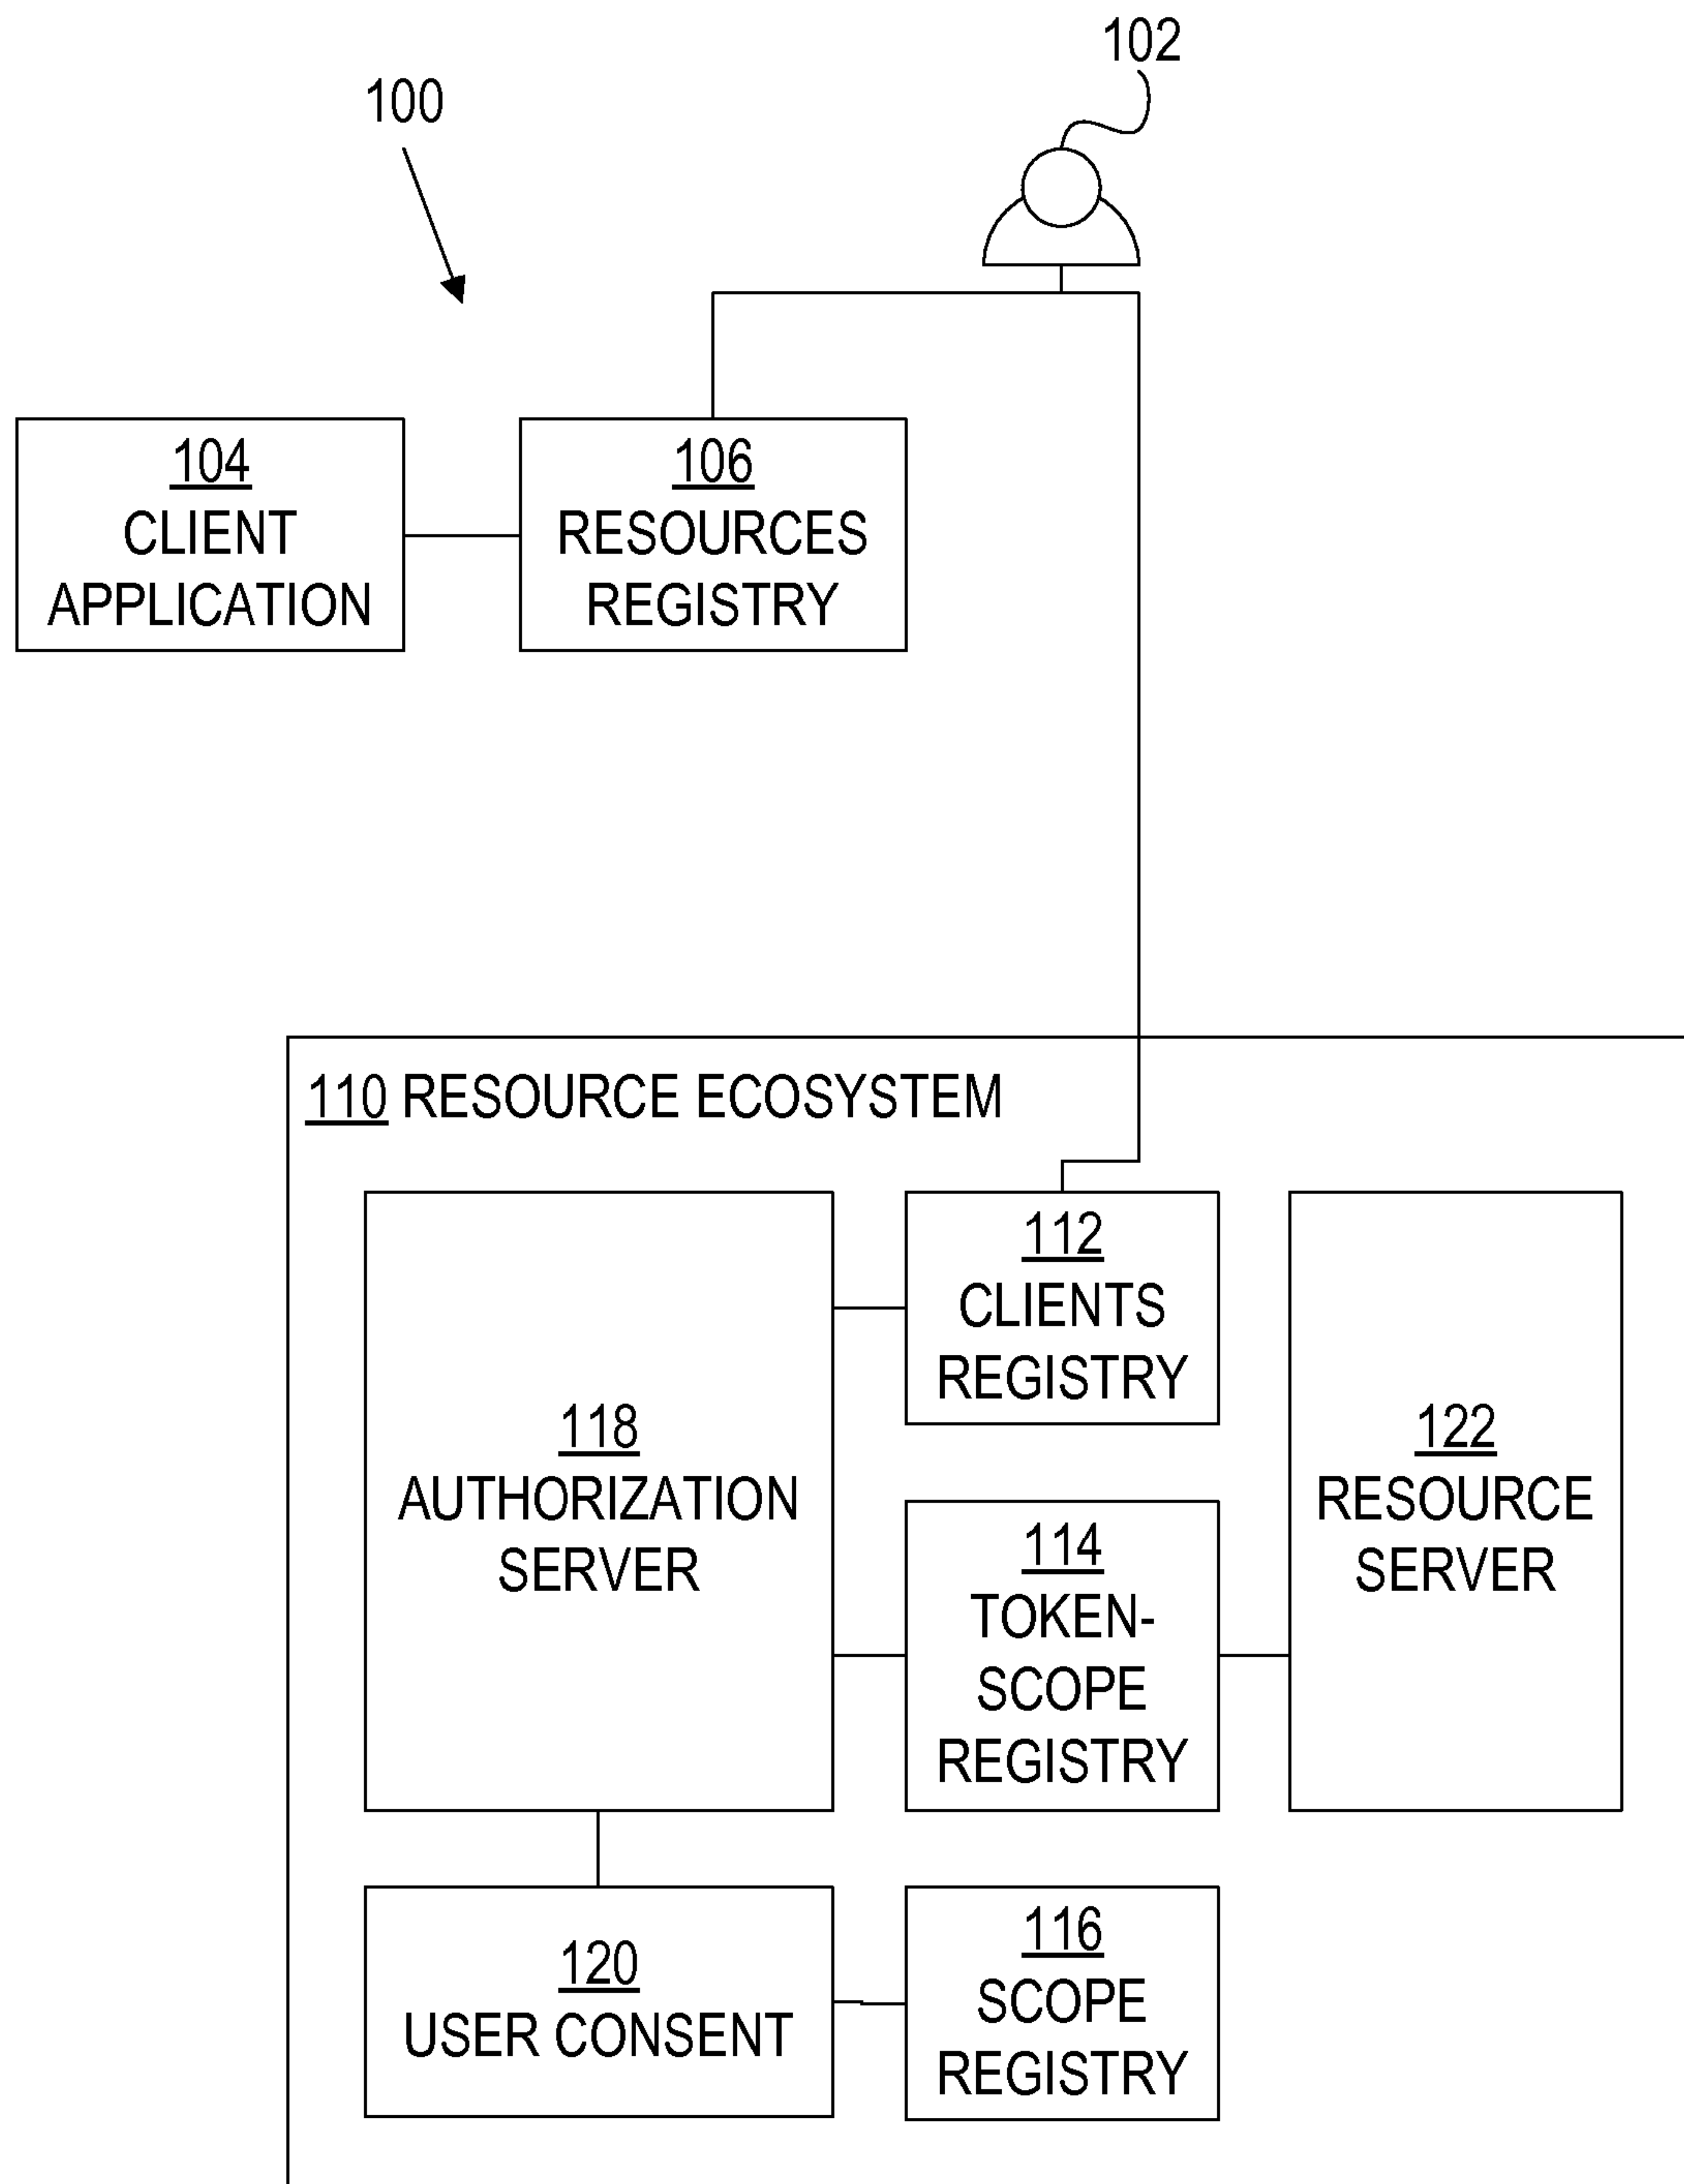 102
100
104
CLIENT
APPLICATION
106
RESOURCES
REGISTRY
110 RESOURCE ECOSYSTEM
118
AUTHORIZATION
SERVER
112
CLIENTS
REGISTRY
114
TOKEN-
SCOPE
REGISTRY
122
RESOURCE
SERVER
120
USER CONSENT
116
SCOPE
REGISTRY